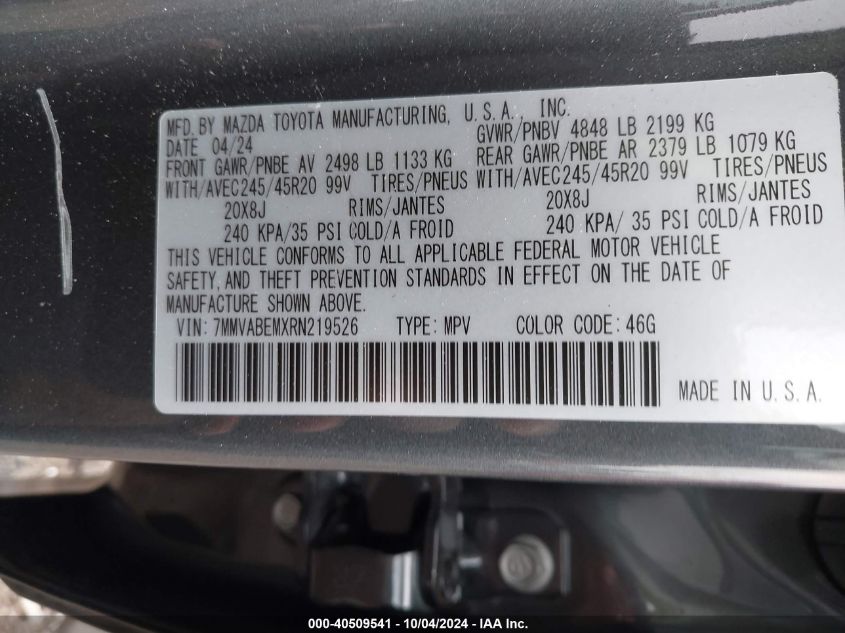 MFD. BY MAZDA TOYOTA MANUFACTURING, U.S.A., INC.
DATE 04/24 GVWR/PNBV 4848 LB 2199 KG
FRONT GAWR/PNBE AV 2498 LB 1133 KG REAR GAWR/PNBE AR 2379 LB 1079 KG
WITH/AVEC245/45R20 99V TIRES/PNEUS WITH/AVEC245/45R20 99V TIRES/PNEUS
20X8J RIMS/JANTES 20X8J RIMS/JANTES
240 KPA/35 PSI COLD/A FROID 240 KPA/ 35 PSI COLD/A FROID
THIS VEHICLE CONFORMS TO ALL APPLICABLE FEDERAL MOTOR VEHICLE
SAFETY, AND THEFT PREVENTION STANDARDS IN EFFECT ON THE DATE OF
MANUFACTURE SHOWN ABOVE.
VIN: 7MMVABEMXRN219526 TYPE: MPV COLOR CODE: 46G
MADE IN U.S.A.
000-40509541 - 10/04/2024 - IAAI Inc.